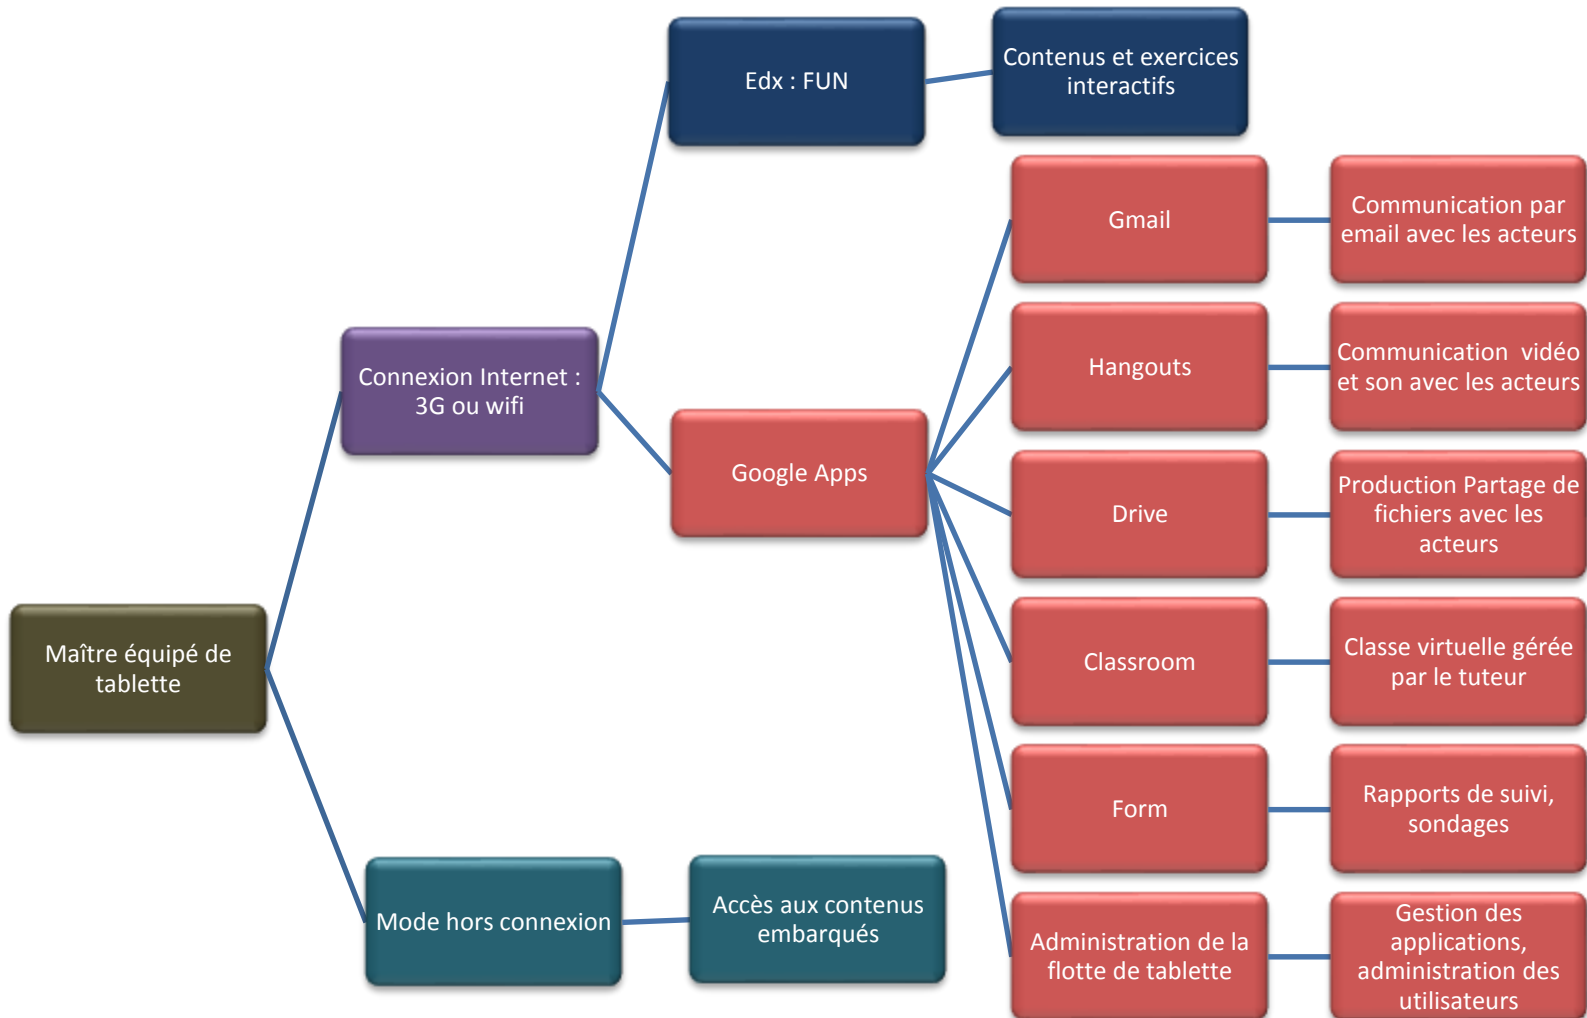 Edx : FUN
Contenus et exercices
interactifs
Gmail
Communication par
email avec les acteurs
Connexion Internet :
3G ou wifi
Hangouts
Communication  vidéo
et son avec les acteurs
Google Apps
Drive
Production Partage de
fichiers avec les
acteurs
Maître équipé de
tablette
Classroom
Classe virtuelle gérée
par le tuteur
Form
Rapports de suivi,
sondages
Mode hors connexion
Accès aux contenus
embarqués
Administration de la
flotte de tablette
Gestion des
applications,
administration des
utilisateurs